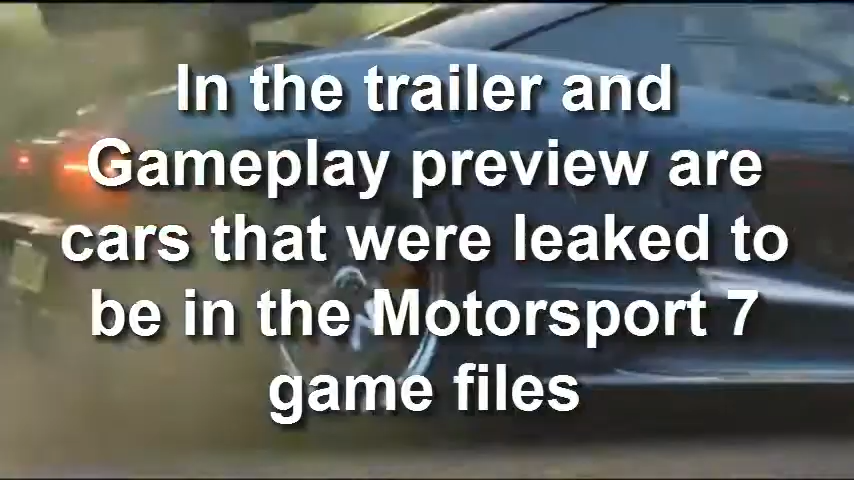 In the trailer and
Gameplay preview are
cars that were leaked to
be in the Motorsport 7
game files